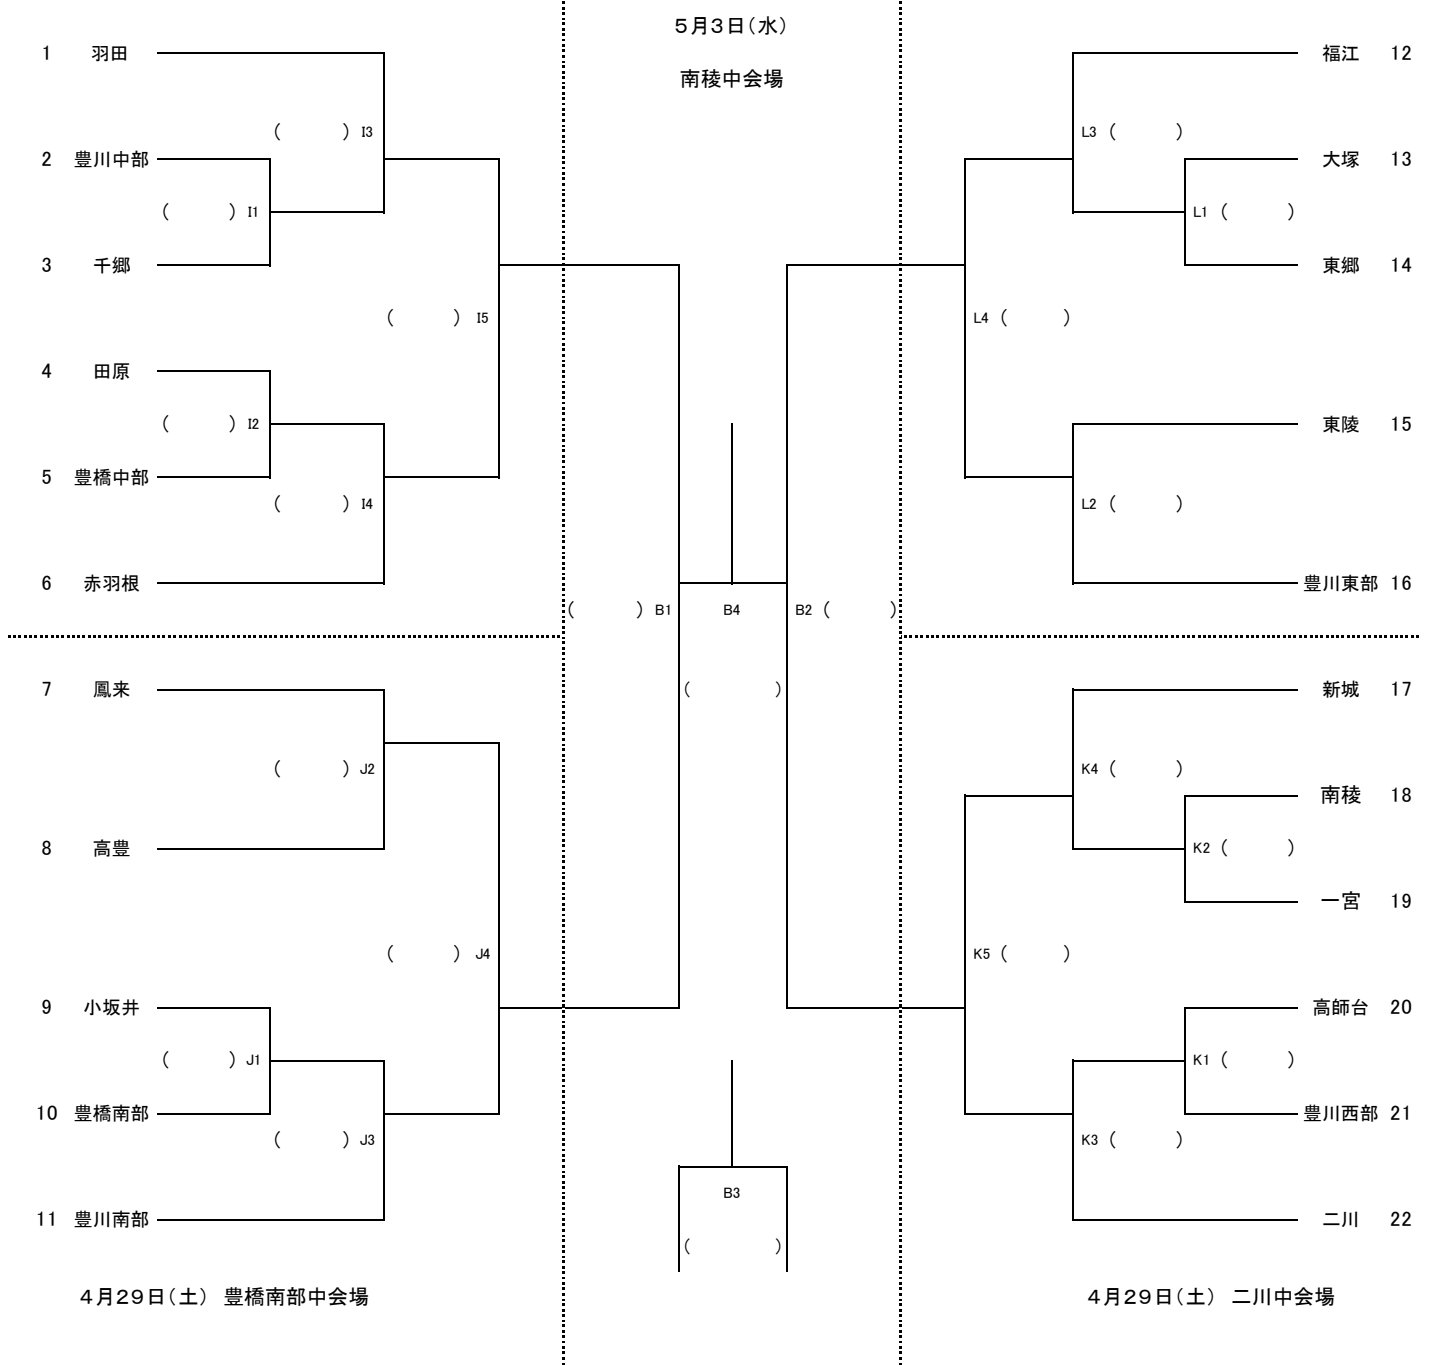 5月3日(水)
南稜中会場
1 羽田
( ) I3
2 豊川中部
( ) I1
3 千郷
( ) I5
4 田原
( ) I2
5 豊橋中部
( ) I4
6 赤羽根
福江 12
L3 ( )
大塚 13
L1 ( )
東郷 14
L4 ( )
東陵 15
L2 ( )
豊川東部 16
( ) B1
B4
B2 ( )
( )
7 鳳来
( ) J2
8 高豊
( ) J4
9 小坂井
( ) J1
10 豊橋南部
( ) J3
11 豊川南部
新城 17
K4 ( )
南稜 18
K2 ( )
一宮 19
K5 ( )
高師台 20
K1 ( )
豊川西部 21
K3 ( )
二川 22
B3
( )
4月29日(土) 豊橋南部中会場
4月29日(土) 二川中会場